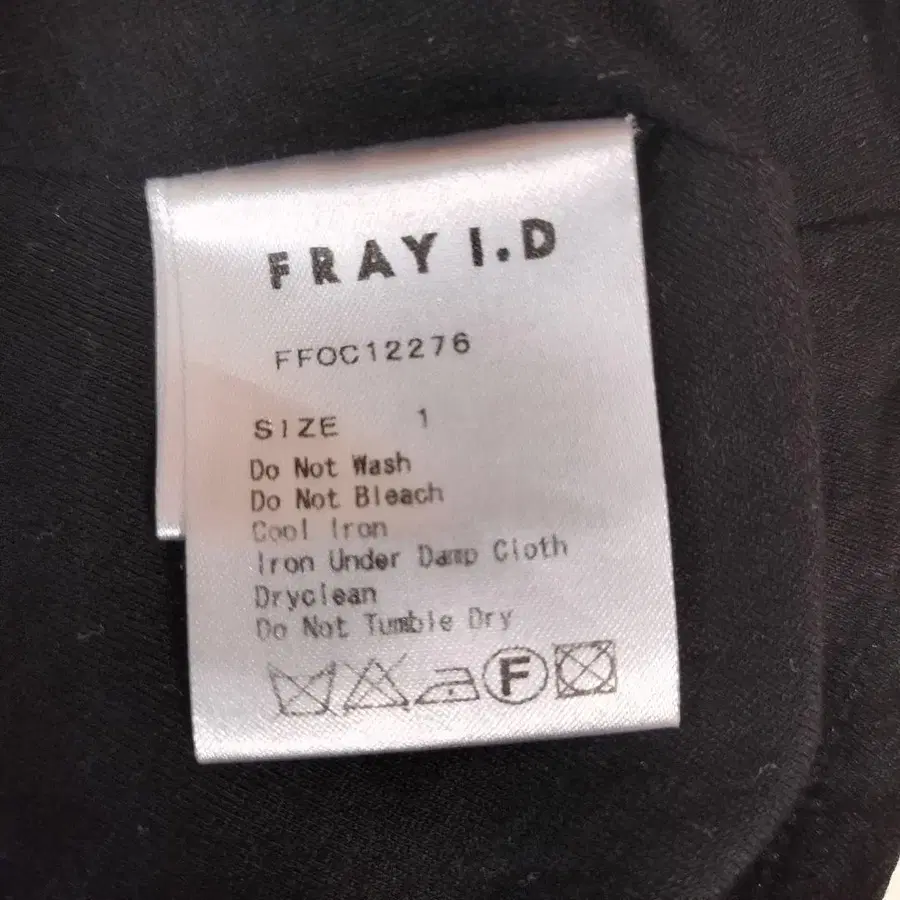 FRAY I.D
FFOC12276
SIZE 1
Do Not Wash
Do Not Bleach
Cool Iron
Iron Under Damp Cloth
Dryclean
Do Not Tumble Dry
F